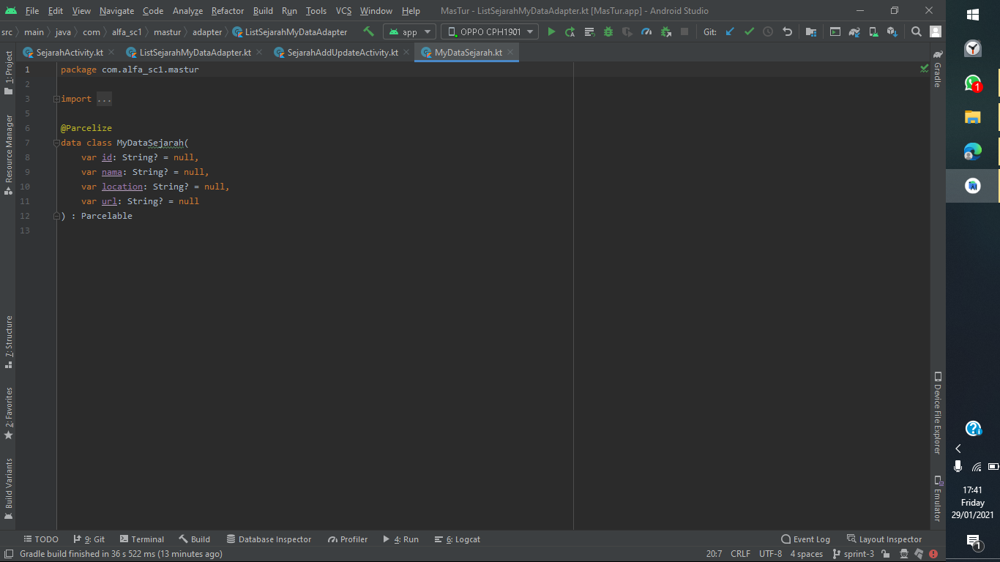 File Edit View Navigate Code Analyze Refactor Build Run Tools VCS Window Help MasTur - ListSejarahMyDataAdapter.kt [MasTur.app] - Android Studio
src main java com alfa_sc1 mastur adapter ListSejarahMyDataAdapter app OPPO CPH1901 Git:
SejarahActivity.kt ListSejarahMyDataAdapter.kt SejarahAddUpdateActivity.kt MyDataSejarah.kt
1 package com.alfa_sc1.mastur
2
3 import ...
5
6 @Parcelize
7 data class MyDataSejarah(
8 var id: String? = null,
9 var nama: String? = null,
10 var location: String? = null,
11 var url: String? = null
12 ) : Parcelable
13
1: Project
Resource Manager
7: Structure
2: Favorites
Build Variants
Gradle
Device File Explorer
Emulator
TODO 9: Git Terminal Build Database Inspector Profiler 4: Run 6: Logcat Event Log Layout Inspector
Gradle build finished in 36 s 522 ms (13 minutes ago) 20:7 CRLF UTF-8 4 spaces sprint-3
1
17:41
Friday
29/01/2021
1